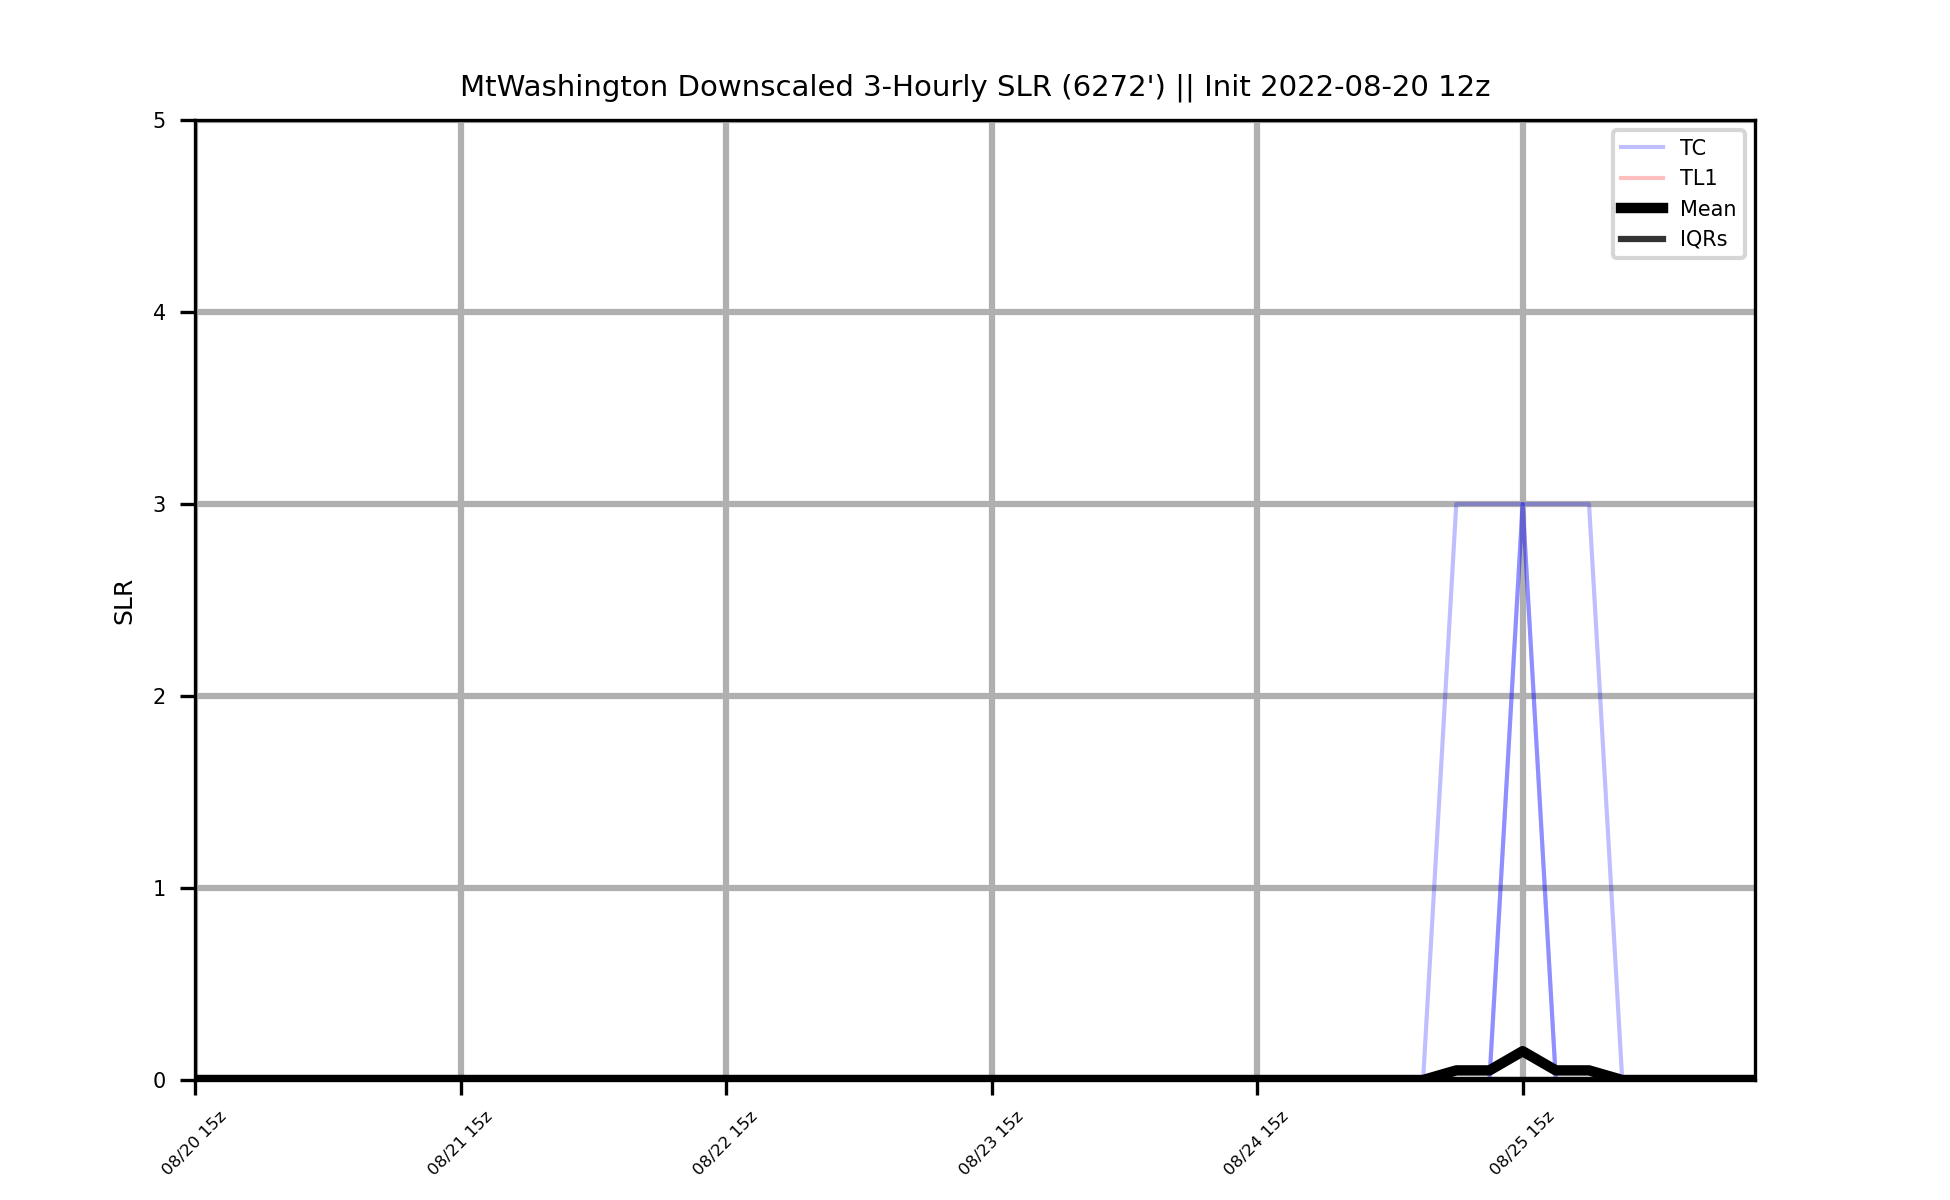 MtWashington Downscaled 3-Hourly SLR (6272') || Init 2022-08-20 12z
5
4
3
2
1
0
SLR
TC
TL1
Mean
IQRs
08/20 15z
08/21 15z
08/22 15z
08/23 15z
08/24 15z
08/25 15z